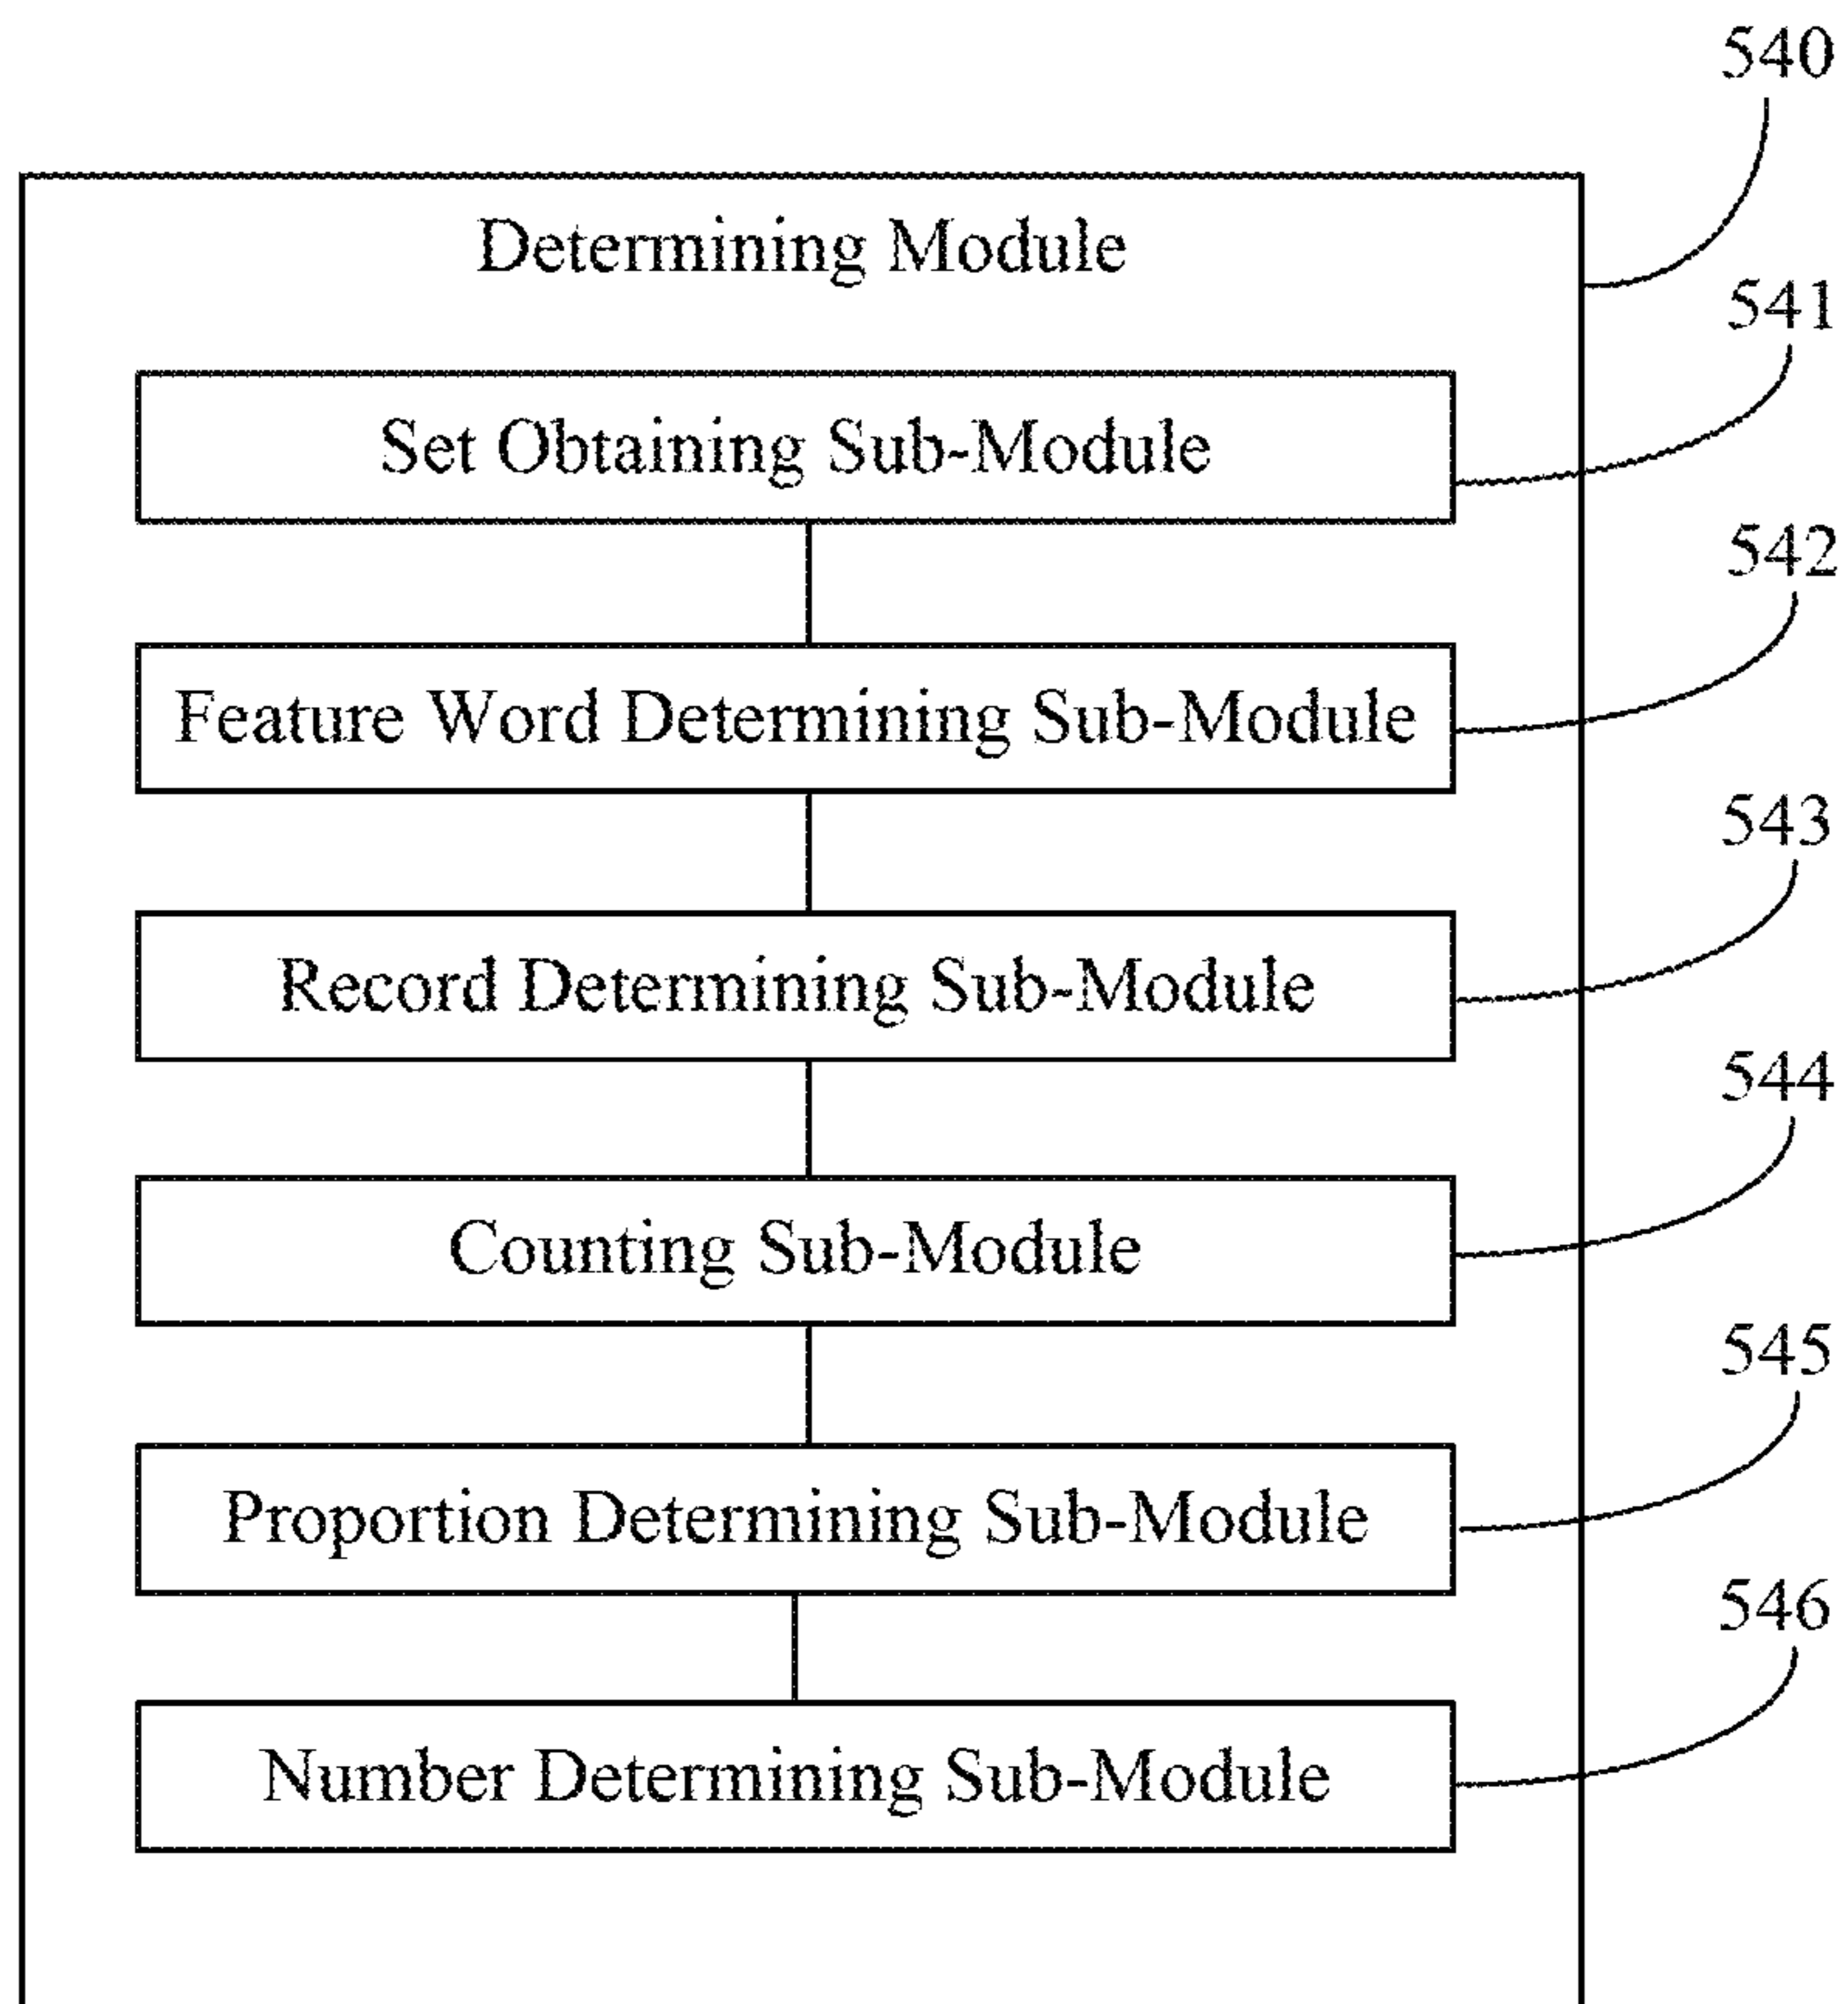 540
Determining Module
541
Set Obtaining Sub-Module
542
Feature Word Determining Sub-Module
543
Record Determining Sub-Module
544
Counting Sub-Module
545
Proportion Determining Sub-Module
546
Number Determining Sub-Module